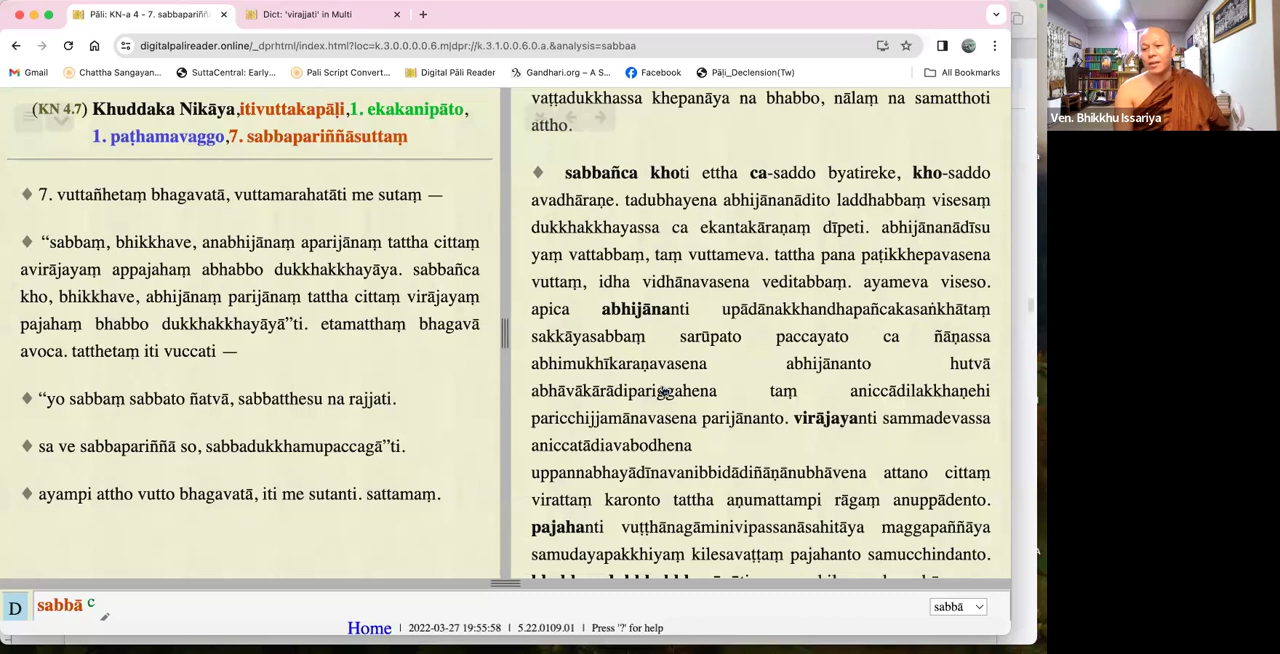 Pāli: KN-a 4 - 7. sabbapariññ
Dict: 'virajjati' in Multi
digitalpalireader.online/_dprhtml/index.html?loc=k.3.0.0.0.0.6.m|dpr://k.3.1.0.0.6.0.a.&analysis=sabbaa
Gmail
Chattha Sangayan...
SuttaCentral: Early...
Pali Script Convert...
Digital Pāli Reader
Gandhari.org – A S...
Facebook
Pāḷi_Declension(Tw)
All Bookmarks
(KN 4.7) Khuddaka Nikāya,itivuttakapāḷi,1. ekakanipāto,
1. paṭhamavaggo,7. sabbapariññāsuttaṃ
♦ 7. vuttañhetaṃ bhagavatā, vuttamarahatāti me sutaṃ —
♦ “sabbaṃ, bhikkhave, anabhijānaṃ aparijānaṃ tattha cittaṃ
avirājayaṃ appajahaṃ abhabbo dukkhakkhayāya. sabbañca
kho, bhikkhave, abhijānaṃ parijānaṃ tattha cittaṃ virājayaṃ
pajahaṃ bhabbo dukkhakkhayāyā”ti. etamatthaṃ bhagavā
avoca. tatthetaṃ iti vuccati —
♦ “yo sabbaṃ sabbato ñatvā, sabbatthesu na rajjati.
♦ sa ve sabbapariññā so, sabbadukkhamupaccagā”ti.
♦ ayampi attho vutto bhagavatā, iti me sutanti. sattamaṃ.
vaṭṭadukkhassa khepanāya na bhabbo, nālaṃ na samatthoti
attho.
♦ sabbañca khoti ettha ca-saddo byatireke, kho-saddo
avadhāraṇe. tadubhayena abhijānanādito laddhabbaṃ visesaṃ
dukkhakkhayassa ca ekantakāraṇaṃ dīpeti. abhijānanādīsu
yaṃ vattabbaṃ, taṃ vuttameva. tattha pana paṭikkhepavasena
vuttaṃ, idha vidhānavasena veditabbaṃ. ayameva viseso.
apica abhijānanti upādānakkhandhapañcakasaṅkhātaṃ
sakkāyasabbaṃ sarūpato paccayato ca ñāṇassa
abhimukhīkaraṇavasena abhijānanto hutvā
abhāvākārādipariggahena taṃ aniccādilakkhaṇehi
paricchijjamānavasena parijānanto. virājayanti sammadevassa
aniccatādiavabodhena
uppannabhayādīnavanibbidādiñāṇānubhāvena attano cittaṃ
virattaṃ karonto tattha aṇumattampi rāgaṃ anuppādento.
pajahanti vuṭṭhānagāminivipassanāsahitāya maggapaññāya
samudayapakkhiyaṃ kilesavaṭṭaṃ pajahanto samucchindanto.
D
sabbā c
sabbā
Home | 2022-03-27 19:55:58 | 5.22.0109.01 | Press '?' for help
Ven. Bhikkhu Issariya